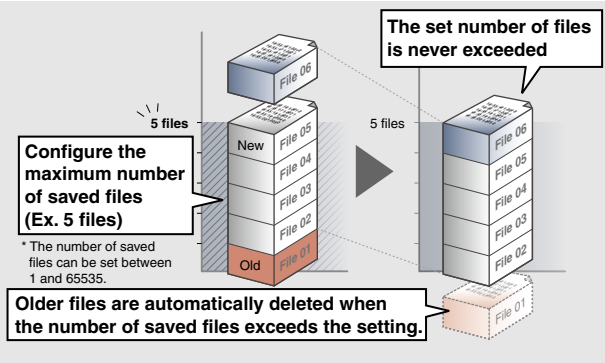 The set number of files
is never exceeded
File 06
5 files
5 files
New
File 05
File 04
File 03
File 02
Old
File 01
File 06
File 05
File 04
File 03
File 02
File 01
Configure the
maximum number
of saved files
(Ex. 5 files)
* The number of saved
files can be set between
1 and 65535.
Older files are automatically deleted when
the number of saved files exceeds the setting.